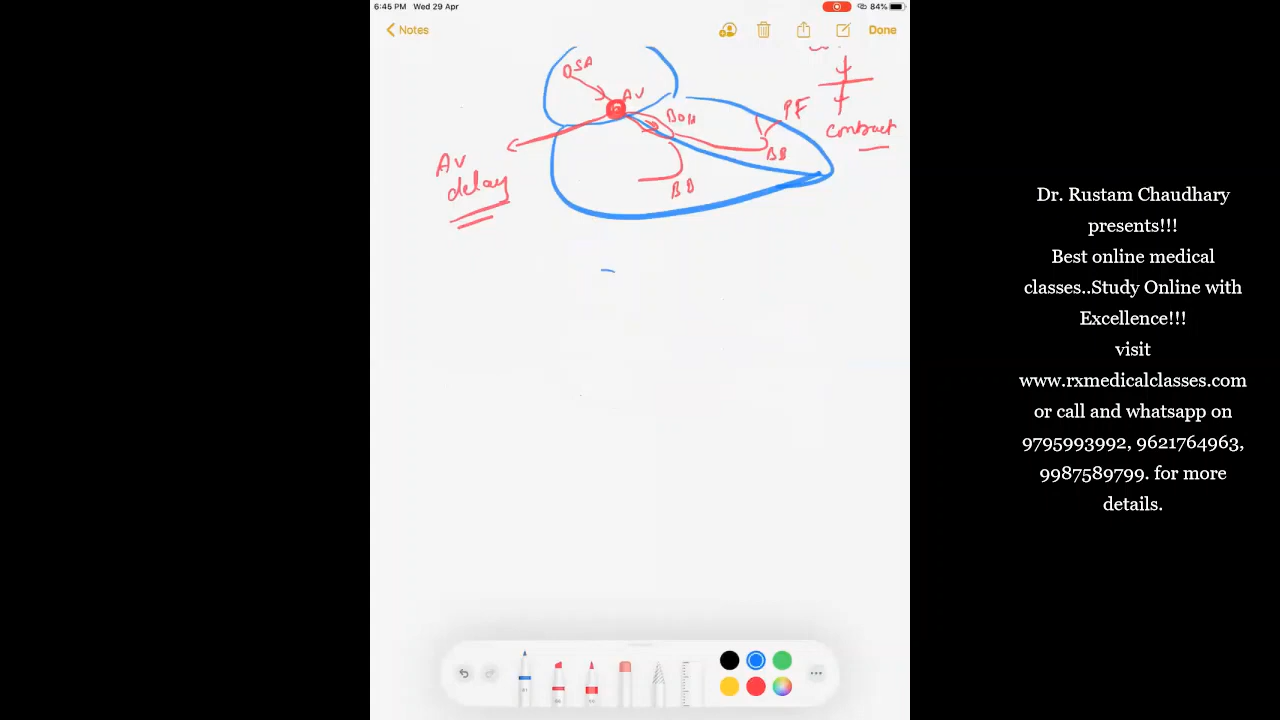 6:45 PM Wed 29 Apr
84%
Notes
Done
SA
AV
BOH
PF
contract
BB
BB
AV
delay
Dr. Rustam Chaudhary
presents!!!
Best online medical
classes..Study Online with
Excellence!!!
visit
www.rxmedicalclasses.com
or call and whatsapp on
9795993992, 9621764963,
9987589799. for more
details.